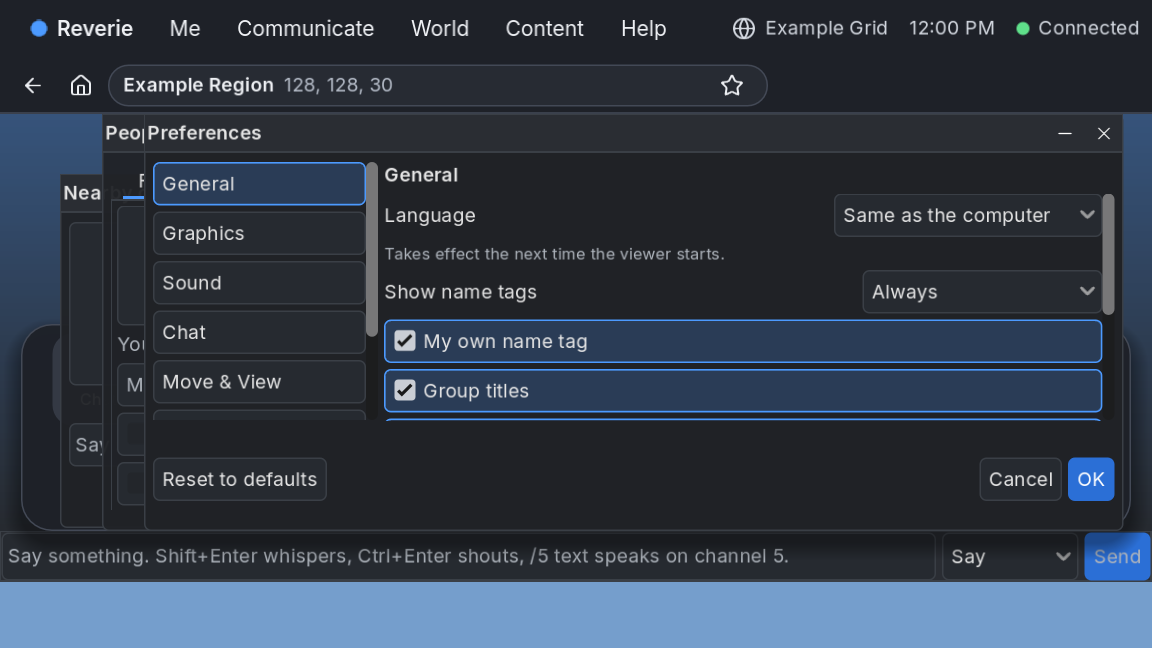 Reverie Me Communicate World Content Help Example Grid 12:00 PM Connected
Example Region 128, 128, 30
Preferences
General
Graphics
Sound
Chat
Move & View
General
Language Same as the computer
Takes effect the next time the viewer starts.
Show name tags Always
My own name tag
Group titles
Reset to defaults Cancel OK
Say something. Shift+Enter whispers, Ctrl+Enter shouts, /5 text speaks on channel 5. Say Send